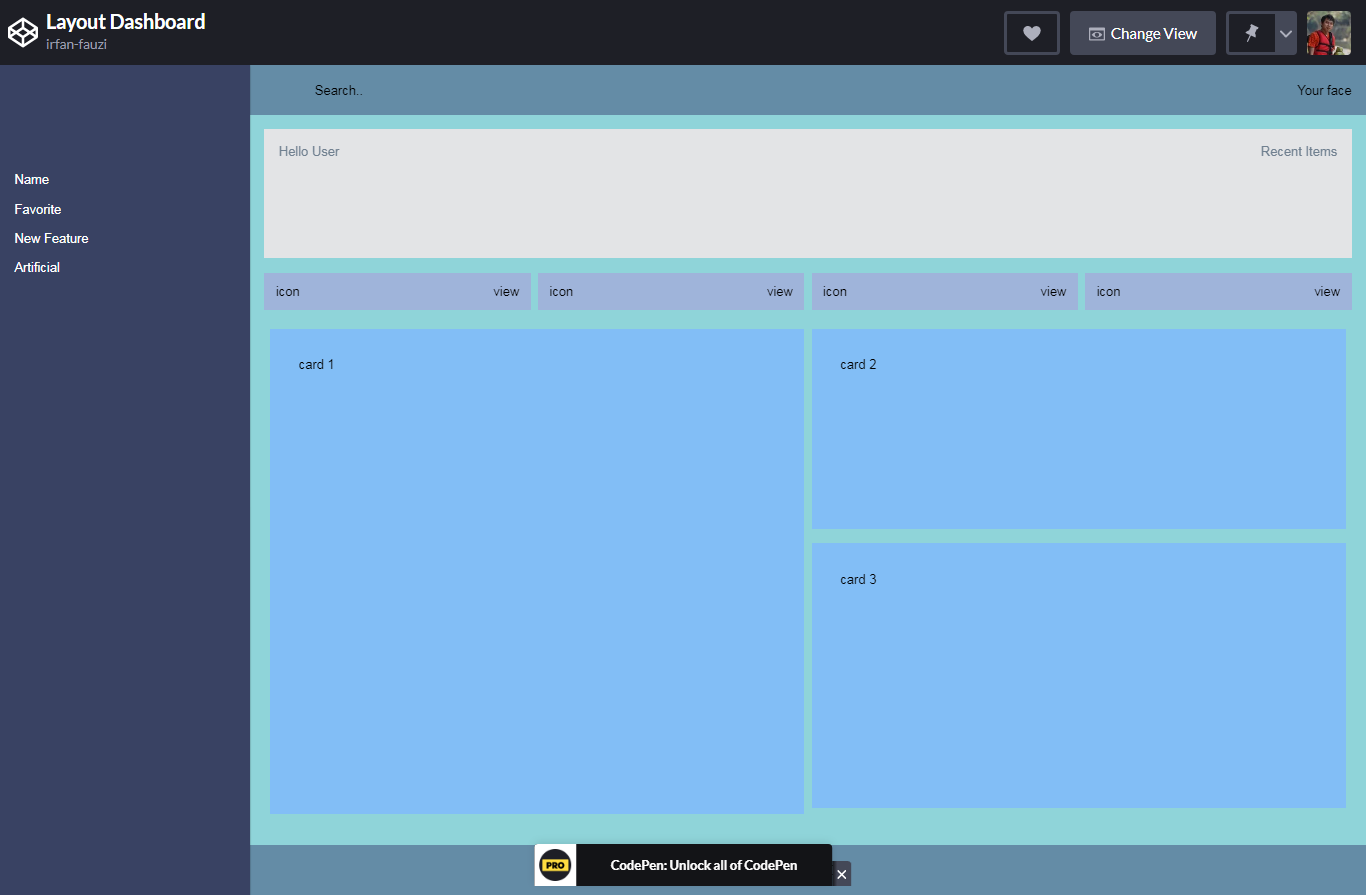 Layout Dashboard
irfan-fauzi
Change View
Search..
Your face
Name
Favorite
New Feature
Artificial
Hello User
Recent Items
icon view icon view icon view icon view
card 1
card 2
card 3
PRO
CodePen: Unlock all of CodePen